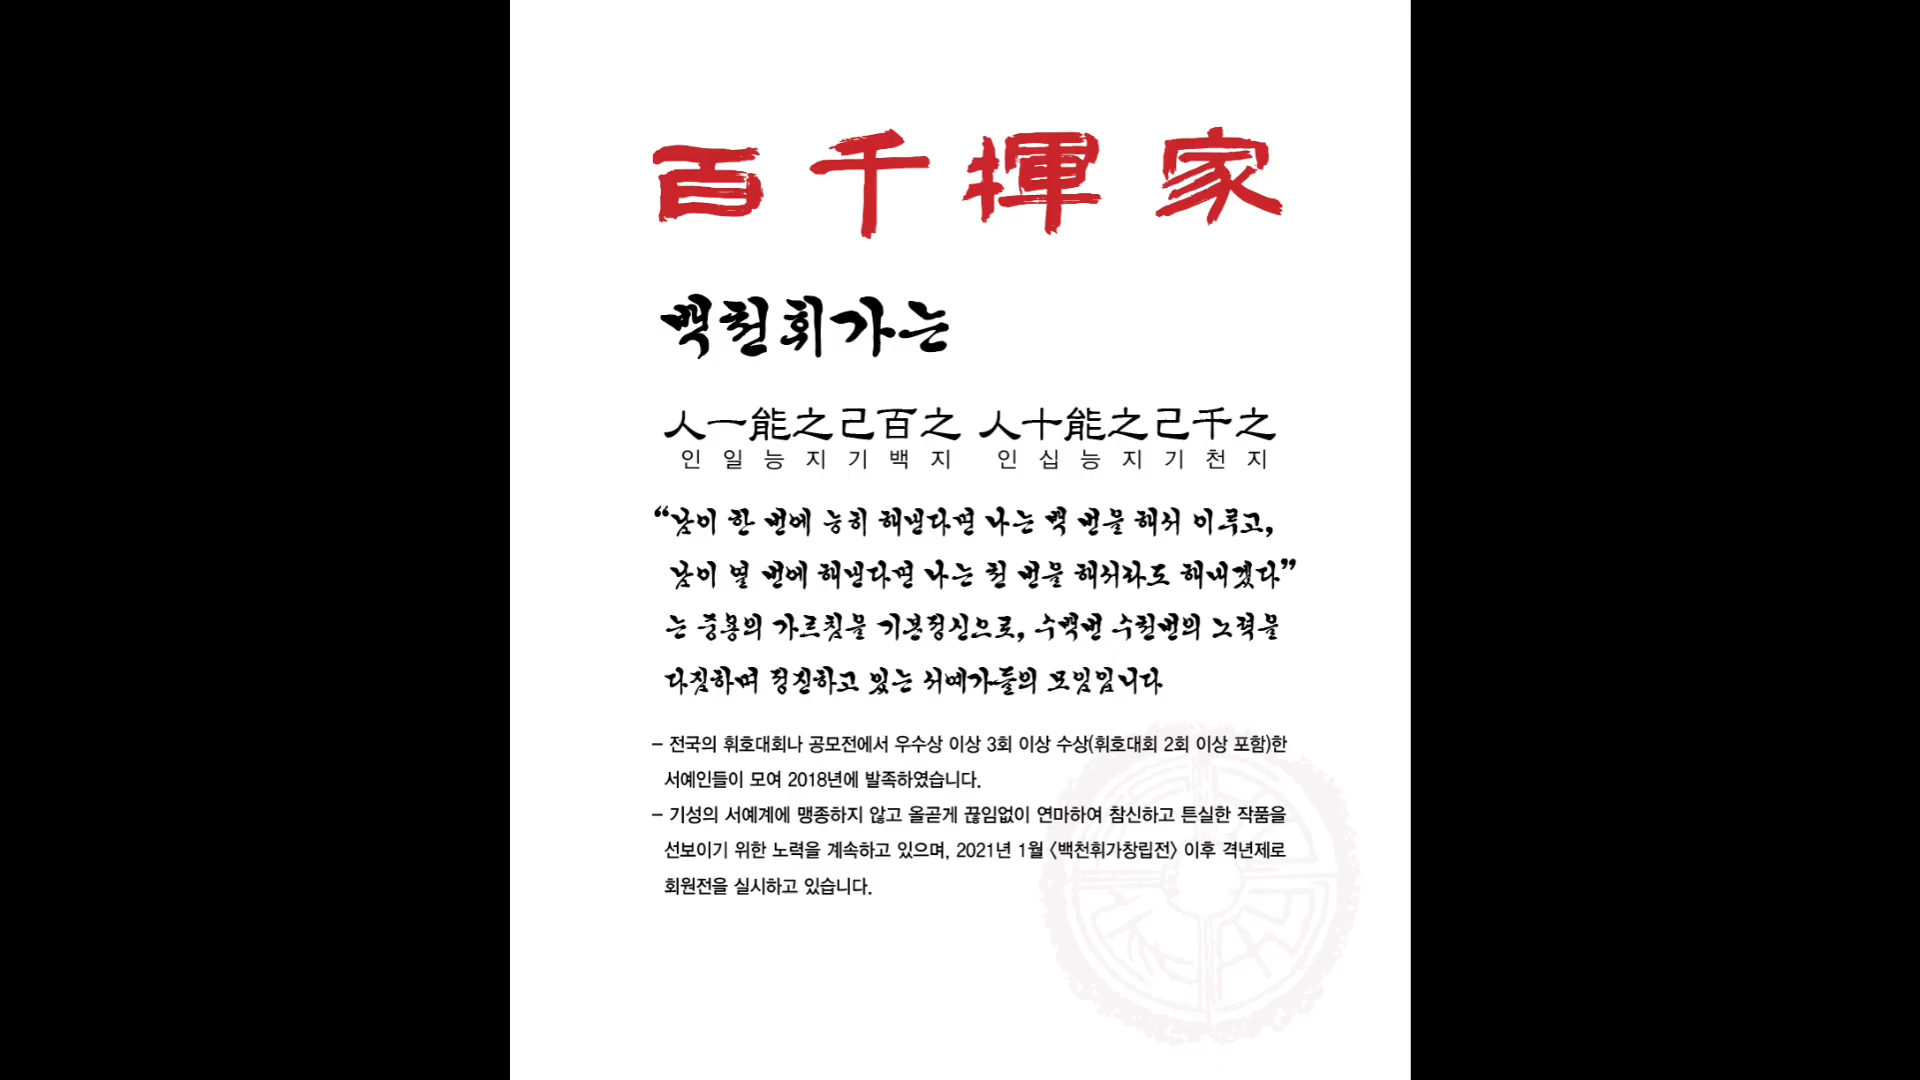 百千揮家
백천휘가는
人一能之己百之 人十能之己千之
인일능지기백지 인십능지기천지
“남이 한 번에 능히 해낸다면 나는 백 번을 해서 이루고,
남이 열 번에 해낸다면 나는 천 번을 해서라도 해내겠다”
는 중용의 가르침을 기본정신으로, 수백번 수천번의 노력을
다짐하며 정진하고 있는 서예가들의 모임입니다
– 전국의 휘호대회나 공모전에서 우수상 이상 3회 이상 수상(휘호대회 2회 이상 포함)한
서예인들이 모여 2018년에 발족하였습니다.
– 기성의 서예계에 맹종하지 않고 올곧게 끊임없이 연마하여 참신하고 튼실한 작품을
선보이기 위한 노력을 계속하고 있으며, 2021년 1월 〈백천휘가창립전〉 이후 격년제로
회원전을 실시하고 있습니다.